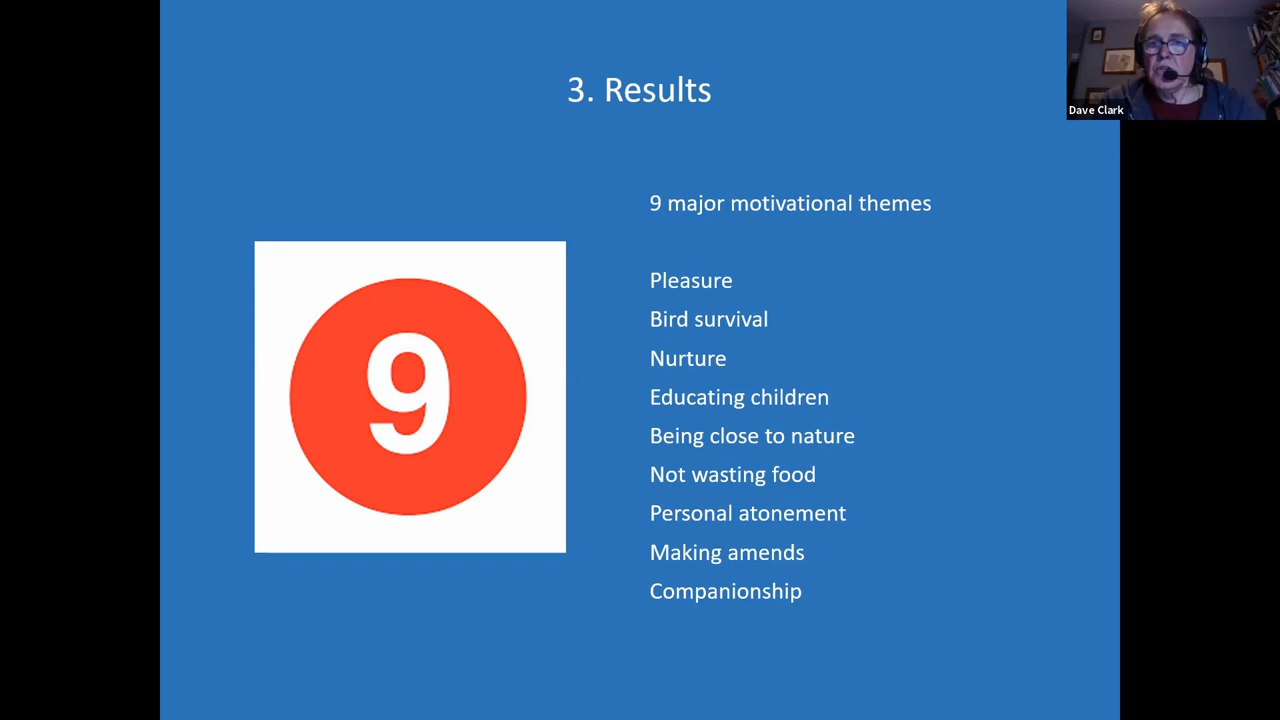 3. Results
Dave Clark
9 major motivational themes
9
Pleasure
Bird survival
Nurture
Educating children
Being close to nature
Not wasting food
Personal atonement
Making amends
Companionship